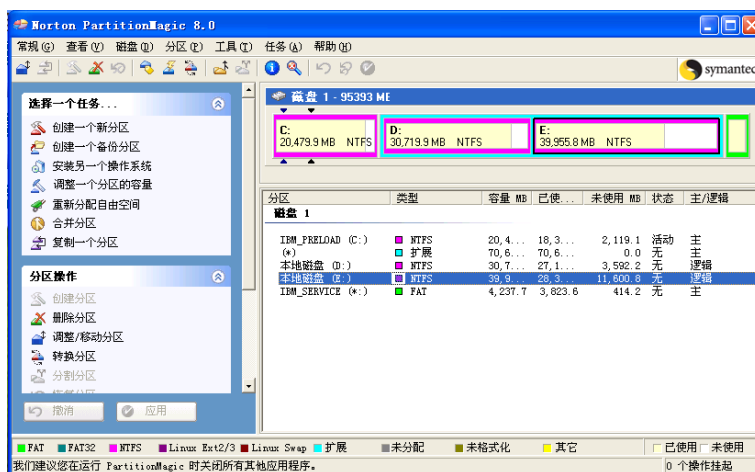 Norton PartitionMagic 8.0
常规(G) 查看(V) 磁盘(D) 分区(P) 工具(T) 任务(A) 帮助(H)
symantec
选择一个任务...
创建一个新分区
创建一个备份分区
安装另一个操作系统
调整一个分区的容量
重新分配自由空间
合并分区
复制一个分区
分区操作
创建分区
删除分区
调整/移动分区
转换分区
分割分区
撤消 应用
磁盘 1 - 95393 MB
C: D: E:
20,479.9 MB NTFS 30,719.9 MB NTFS 39,955.8 MB NTFS
分区 类型 容量 MB 已使... 未使用 MB 状态 主/逻辑
磁盘 1
IBM_PRELOAD (C:) NTFS 20,4... 18,3... 2,119.1 活动 主
(*) 扩展 70,6... 70,6... 0.0 无 主
本地磁盘 (D:) NTFS 30,7... 27,1... 3,592.2 无 逻辑
本地磁盘 (E:) NTFS 39,9... 28,3... 11,600.8 无 逻辑
IBM_SERVICE (*:) FAT 4,237.7 3,823.6 414.2 无 主
FAT FAT32 NTFS Linux Ext2/3 Linux Swap 扩展 未分配 未格式化 其它 已使用 未使用
我们建议您在运行 PartitionMagic 时关闭所有其他应用程序。 0 个操作挂起